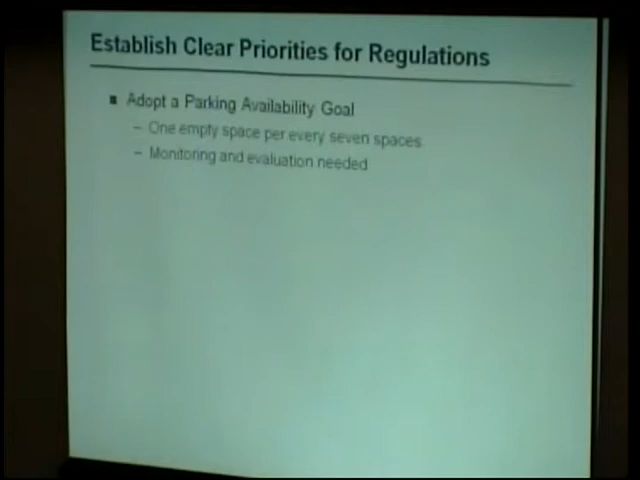 Establish Clear Priorities for Regulations
▪ Adopt a Parking Availability Goal
– One empty space per every seven spaces
– Monitoring and evaluation needed